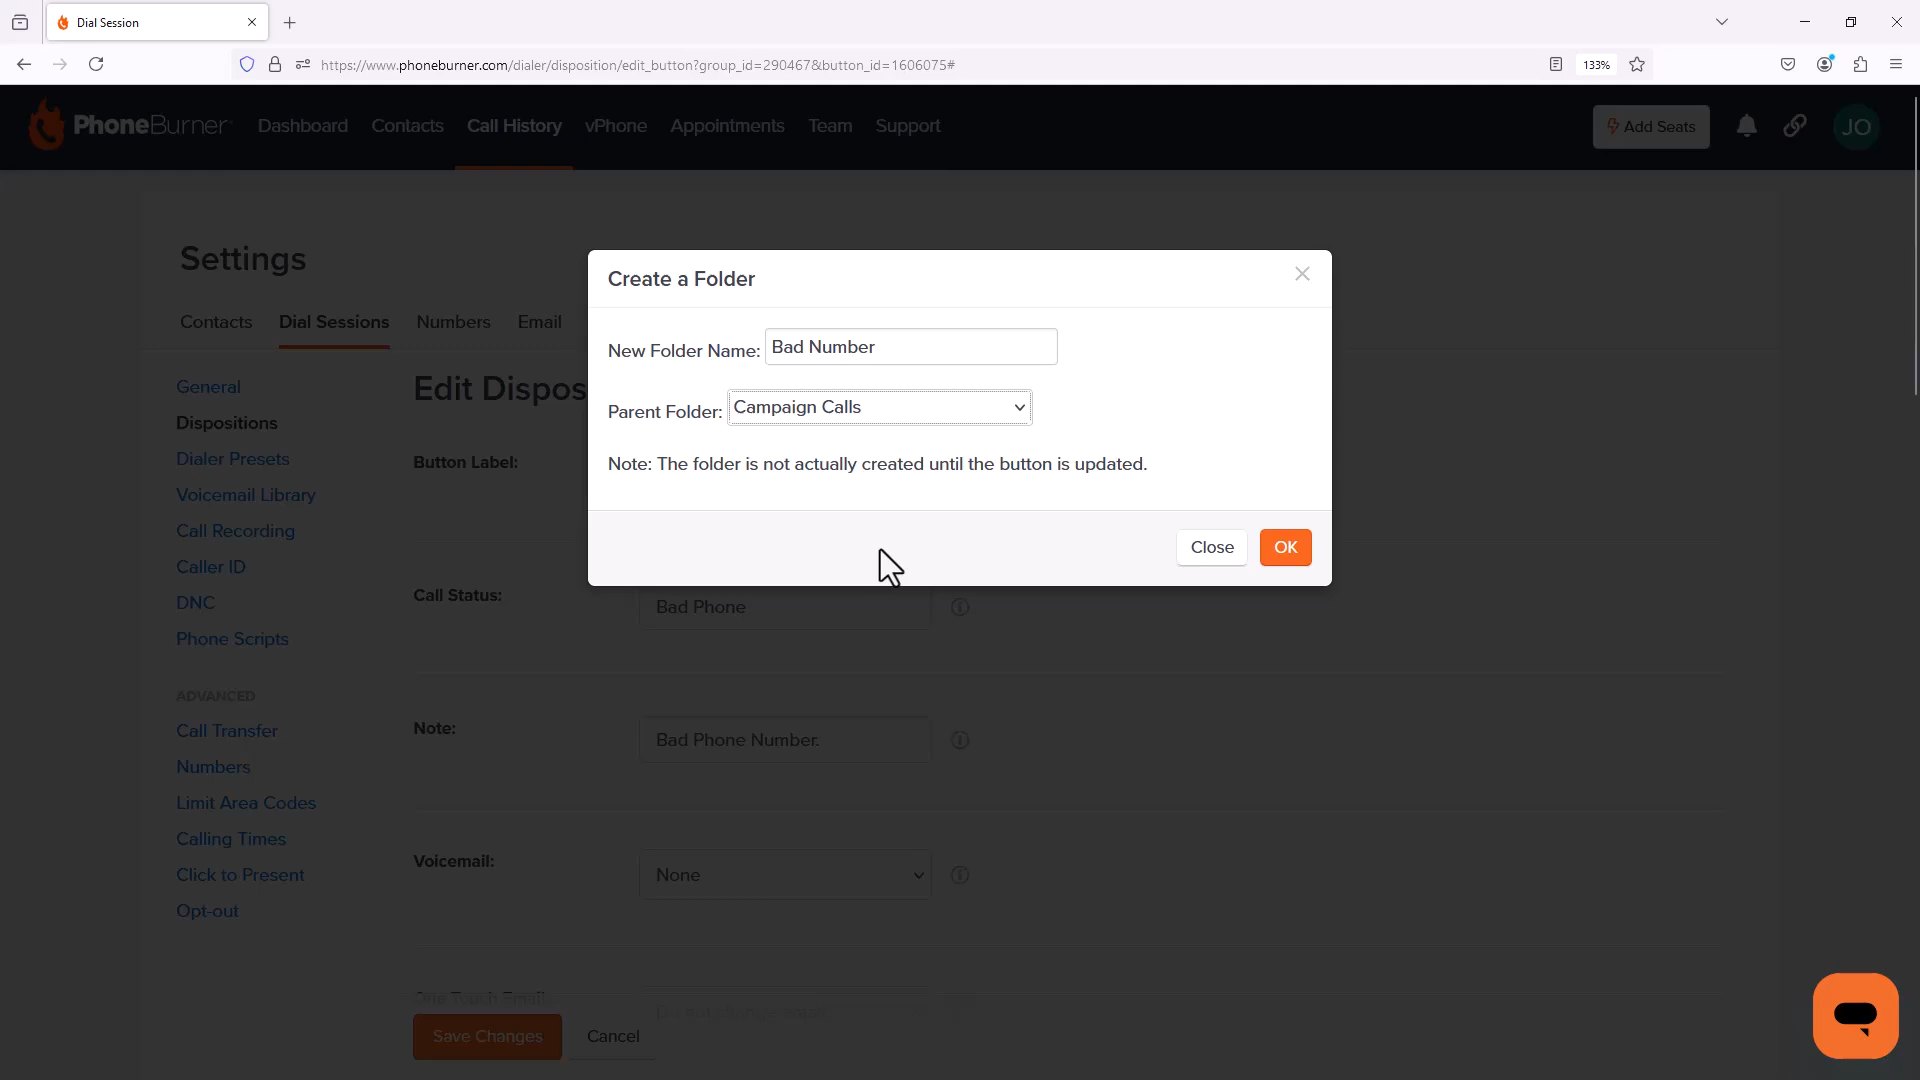 Dial Session
https://www.phoneburner.com/dialer/disposition/edit_button?group_id=290467&button_id=1606075#
133%
PhoneBurner
Dashboard
Contacts
Call History
vPhone
Appointments
Team
Support
Add Seats
JO
Settings
Contacts
Dial Sessions
Numbers
Email
General
Dispositions
Dialer Presets
Voicemail Library
Call Recording
Caller ID
DNC
Phone Scripts
ADVANCED
Call Transfer
Numbers
Limit Area Codes
Calling Times
Click to Present
Opt-out
Edit Dispos
Button Label:
Create a Folder
New Folder Name: Bad Number
Parent Folder: Campaign Calls
Note: The folder is not actually created until the button is updated.
Close
OK
Call Status:
Bad Phone
Note:
Bad Phone Number.
Voicemail:
None
One Touch Email:
Save Changes
Cancel